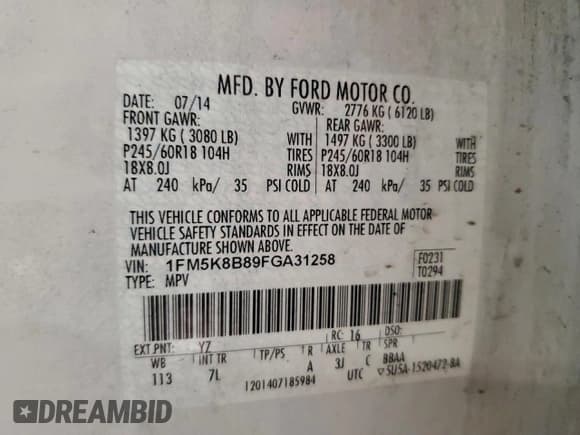 MFD. BY FORD MOTOR CO.
DATE: 07/14 GVWR: 2776 KG ( 6120 LB)
FRONT GAWR: REAR GAWR:
1397 KG ( 3080 LB) WITH 1497 KG ( 3300 LB) WITH
P245/60R18 104H TIRES P245/60R18 104H TIRES
18X8.0J RIMS 18X8.0J RIMS
AT 240 kPa/ 35 PSI COLD AT 240 kPa/ 35 PSI COLD
THIS VEHICLE CONFORMS TO ALL APPLICABLE FEDERAL MOTOR
VEHICLE SAFETY STANDARDS IN EFFECT ON THE DATE OF
MANUFACTURE SHOWN ABOVE.
VIN: 1FM5K8B89FGA31258 F0231
TYPE: MPV T0294
EXT PNT: YZ RC: 16 DSO:
WB INT TR TP/PS R AXLE TR SPR
113 7L A 3J C BBAA
1201407185984 UTC ▽5U5A-1520472-BA
DREAMBID